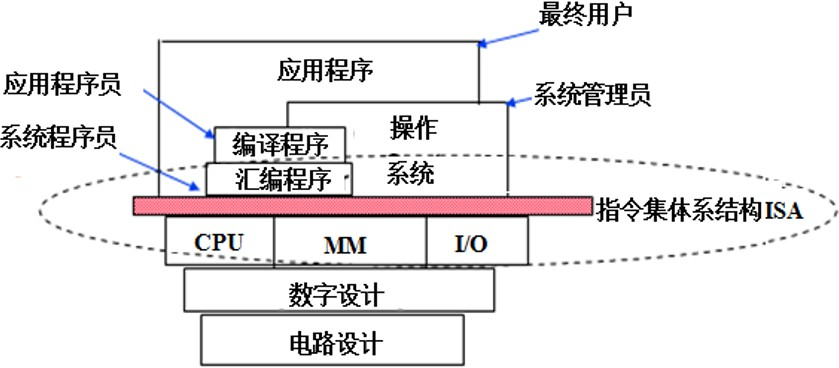 最终用户
应用程序
应用程序员
系统管理员
操作
系统程序员
编译程序
汇编程序
系统
指令集体系结构ISA
CPU
MM
I/O
数字设计
电路设计